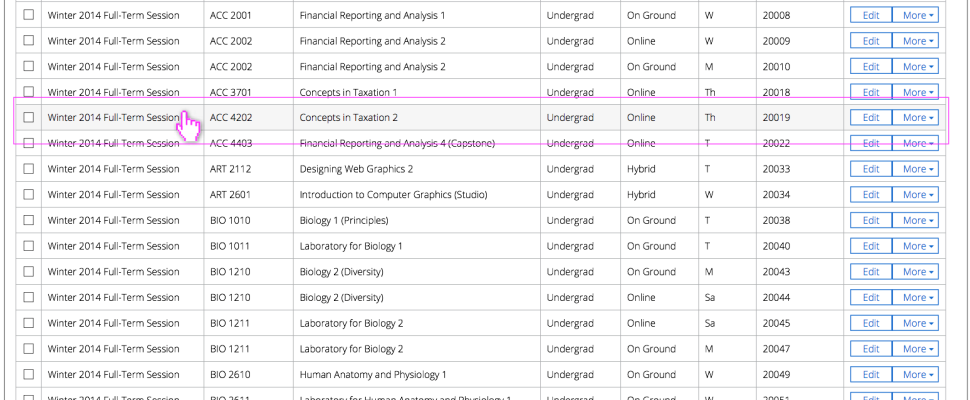 Winter 2014 Full-Term Session ACC 2001 Financial Reporting and Analysis 1 Undergrad On Ground W 20008 Edit More
Winter 2014 Full-Term Session ACC 2002 Financial Reporting and Analysis 2 Undergrad Online W 20009 Edit More
Winter 2014 Full-Term Session ACC 2002 Financial Reporting and Analysis 2 Undergrad On Ground M 20010 Edit More
Winter 2014 Full-Term Session ACC 3701 Concepts in Taxation 1 Undergrad Online Th 20018 Edit More
Winter 2014 Full-Term Session ACC 4202 Concepts in Taxation 2 Undergrad Online Th 20019 Edit More
Winter 2014 Full-Term Session ACC 4403 Financial Reporting and Analysis 4 (Capstone) Undergrad Online T 20022 Edit More
Winter 2014 Full-Term Session ART 2112 Designing Web Graphics 2 Undergrad Hybrid T 20033 Edit More
Winter 2014 Full-Term Session ART 2601 Introduction to Computer Graphics (Studio) Undergrad Hybrid W 20034 Edit More
Winter 2014 Full-Term Session BIO 1010 Biology 1 (Principles) Undergrad On Ground T 20038 Edit More
Winter 2014 Full-Term Session BIO 1011 Laboratory for Biology 1 Undergrad On Ground T 20040 Edit More
Winter 2014 Full-Term Session BIO 1210 Biology 2 (Diversity) Undergrad On Ground M 20043 Edit More
Winter 2014 Full-Term Session BIO 1210 Biology 2 (Diversity) Undergrad Online Sa 20044 Edit More
Winter 2014 Full-Term Session BIO 1211 Laboratory for Biology 2 Undergrad Online Sa 20045 Edit More
Winter 2014 Full-Term Session BIO 1211 Laboratory for Biology 2 Undergrad On Ground M 20047 Edit More
Winter 2014 Full-Term Session BIO 2610 Human Anatomy and Physiology 1 Undergrad On Ground W 20049 Edit More
Winter 2014 Full-Term Session BIO 2611 Laboratory for Human Anatomy and Physiology 1 Undergrad On Ground W 20051 Edit More